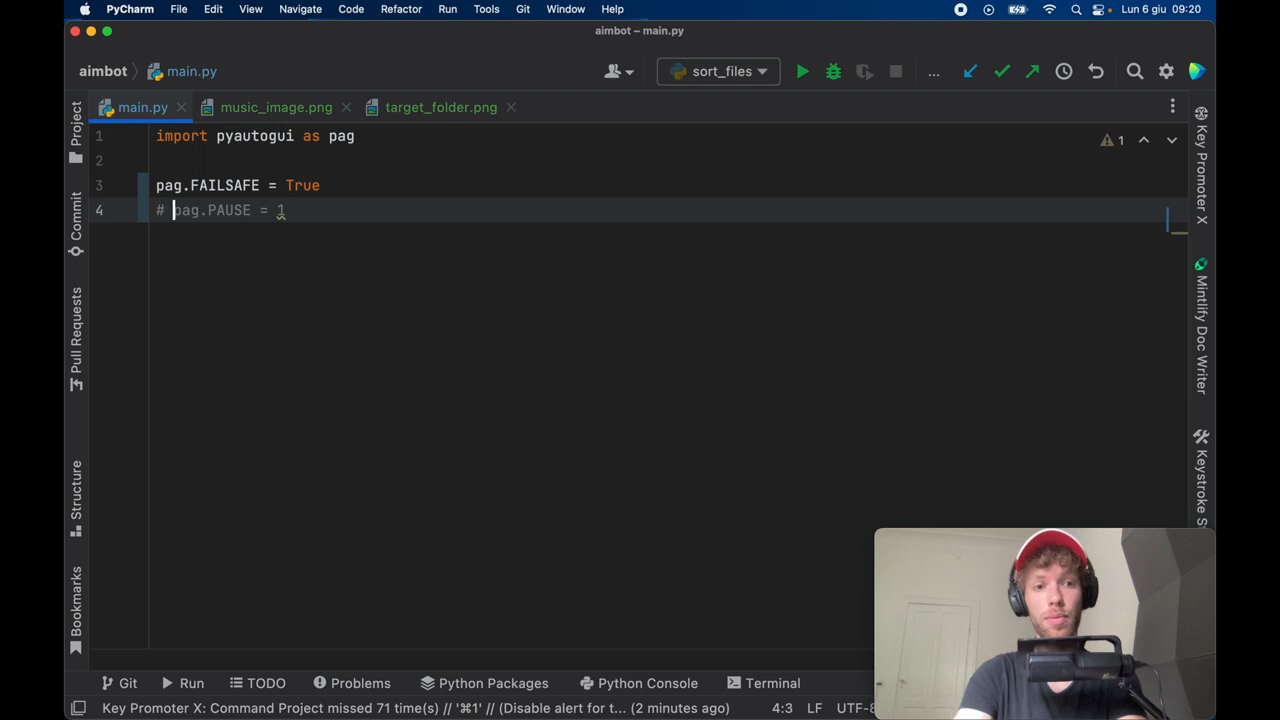 PyCharm File Edit View Navigate Code Refactor Run Tools Git Window Help Lun 6 giu 09:20
aimbot – main.py
aimbot main.py sort_files ...
main.py music_image.png target_folder.png
1 import pyautogui as pag
2
3 pag.FAILSAFE = True
4 # pag.PAUSE = 1
1
Project
Commit
Pull Requests
Structure
Bookmarks
Key Promoter X
Mintlify Doc Writer
Keystroke S
Git Run TODO Problems Python Packages Python Console Terminal
Key Promoter X: Command Project missed 71 time(s) // '⌘1' // (Disable alert for t... (2 minutes ago) 4:3 LF UTF-8